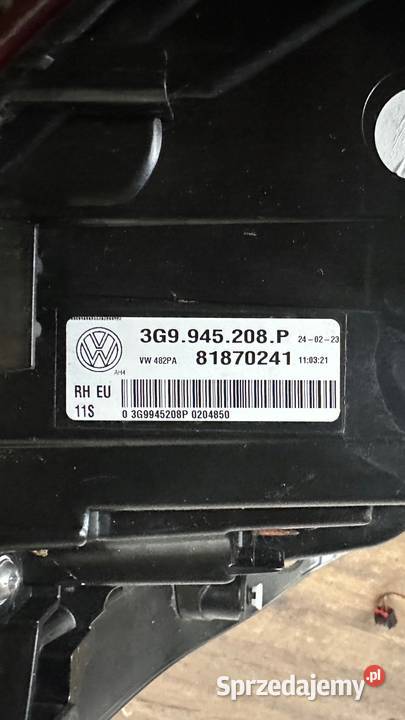 3G9.945.208.P 24-02-23
VW 482PA 81870241 11:03:21
AH4
RH EU
11S 0 3G9945208P 0204850
Sprzedajemy.pl